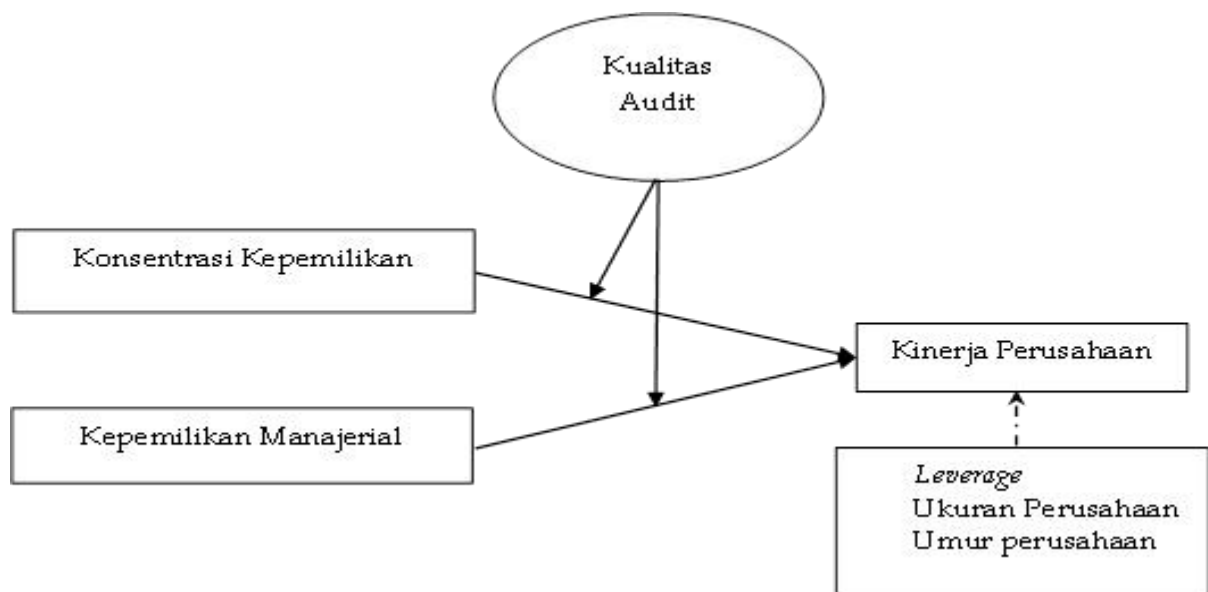 Kualitas
Audit
Konsentrasi Kepemilikan
Kinerja Perusahaan
Kepemilikan Manajerial
Leverage
Ukuran Perusahaan
Umur perusahaan